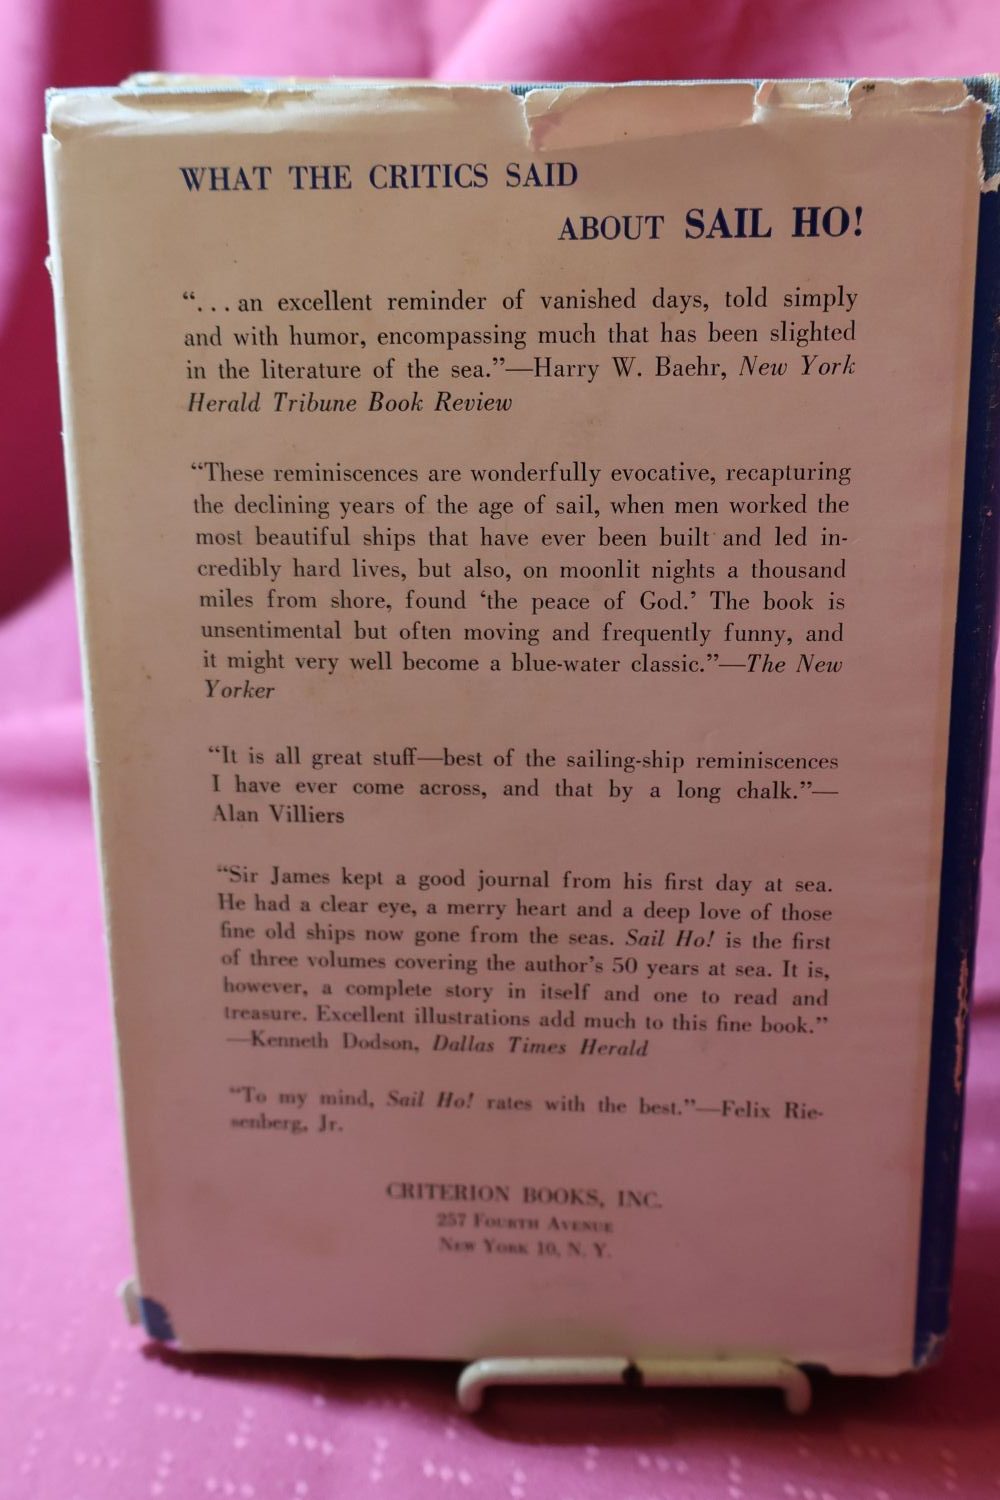 WHAT THE CRITICS SAID
ABOUT SAIL HO!
“... an excellent reminder of vanished days, told simply
and with humor, encompassing much that has been slighted
in the literature of the sea.”—Harry W. Baehr, New York
Herald Tribune Book Review
“These reminiscences are wonderfully evocative, recapturing
the declining years of the age of sail, when men worked the
most beautiful ships that have ever been built and led in-
credibly hard lives, but also, on moonlit nights a thousand
miles from shore, found ‘the peace of God.’ The book is
unsentimental but often moving and frequently funny, and
it might very well become a blue-water classic.”—The New
Yorker
“It is all great stuff—best of the sailing-ship reminiscences
I have ever come across, and that by a long chalk.”—
Alan Villiers
“Sir James kept a good journal from his first day at sea.
He had a clear eye, a merry heart and a deep love of those
fine old ships now gone from the seas. Sail Ho! is the first
of three volumes covering the author’s 50 years at sea. It is,
however, a complete story in itself and one to read and
treasure. Excellent illustrations add much to this fine book.”
—Kenneth Dodson, Dallas Times Herald
“To my mind, Sail Ho! rates with the best.”—Felix Rie-
senberg, Jr.
CRITERION BOOKS, INC.
257 Fourth Avenue
New York 10, N. Y.